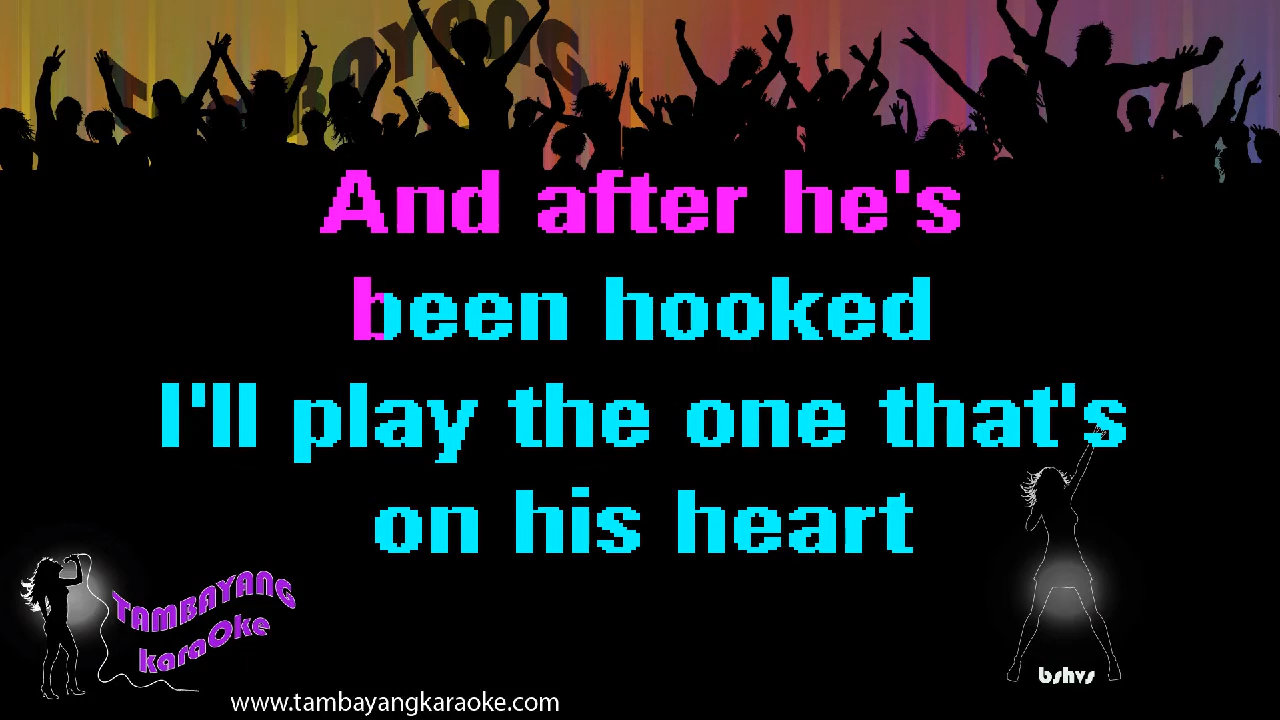 TAMBAYANG
And after he's
been hooked
I'll play the one that's
on his heart
TAMBAYANG
karaOke
bshvs
www.tambayangkaraoke.com